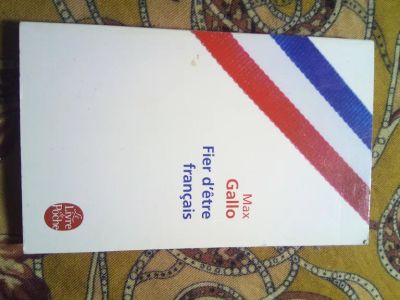 Max
Gallo
Fier d'être
français
Le
Livre
de
Poche